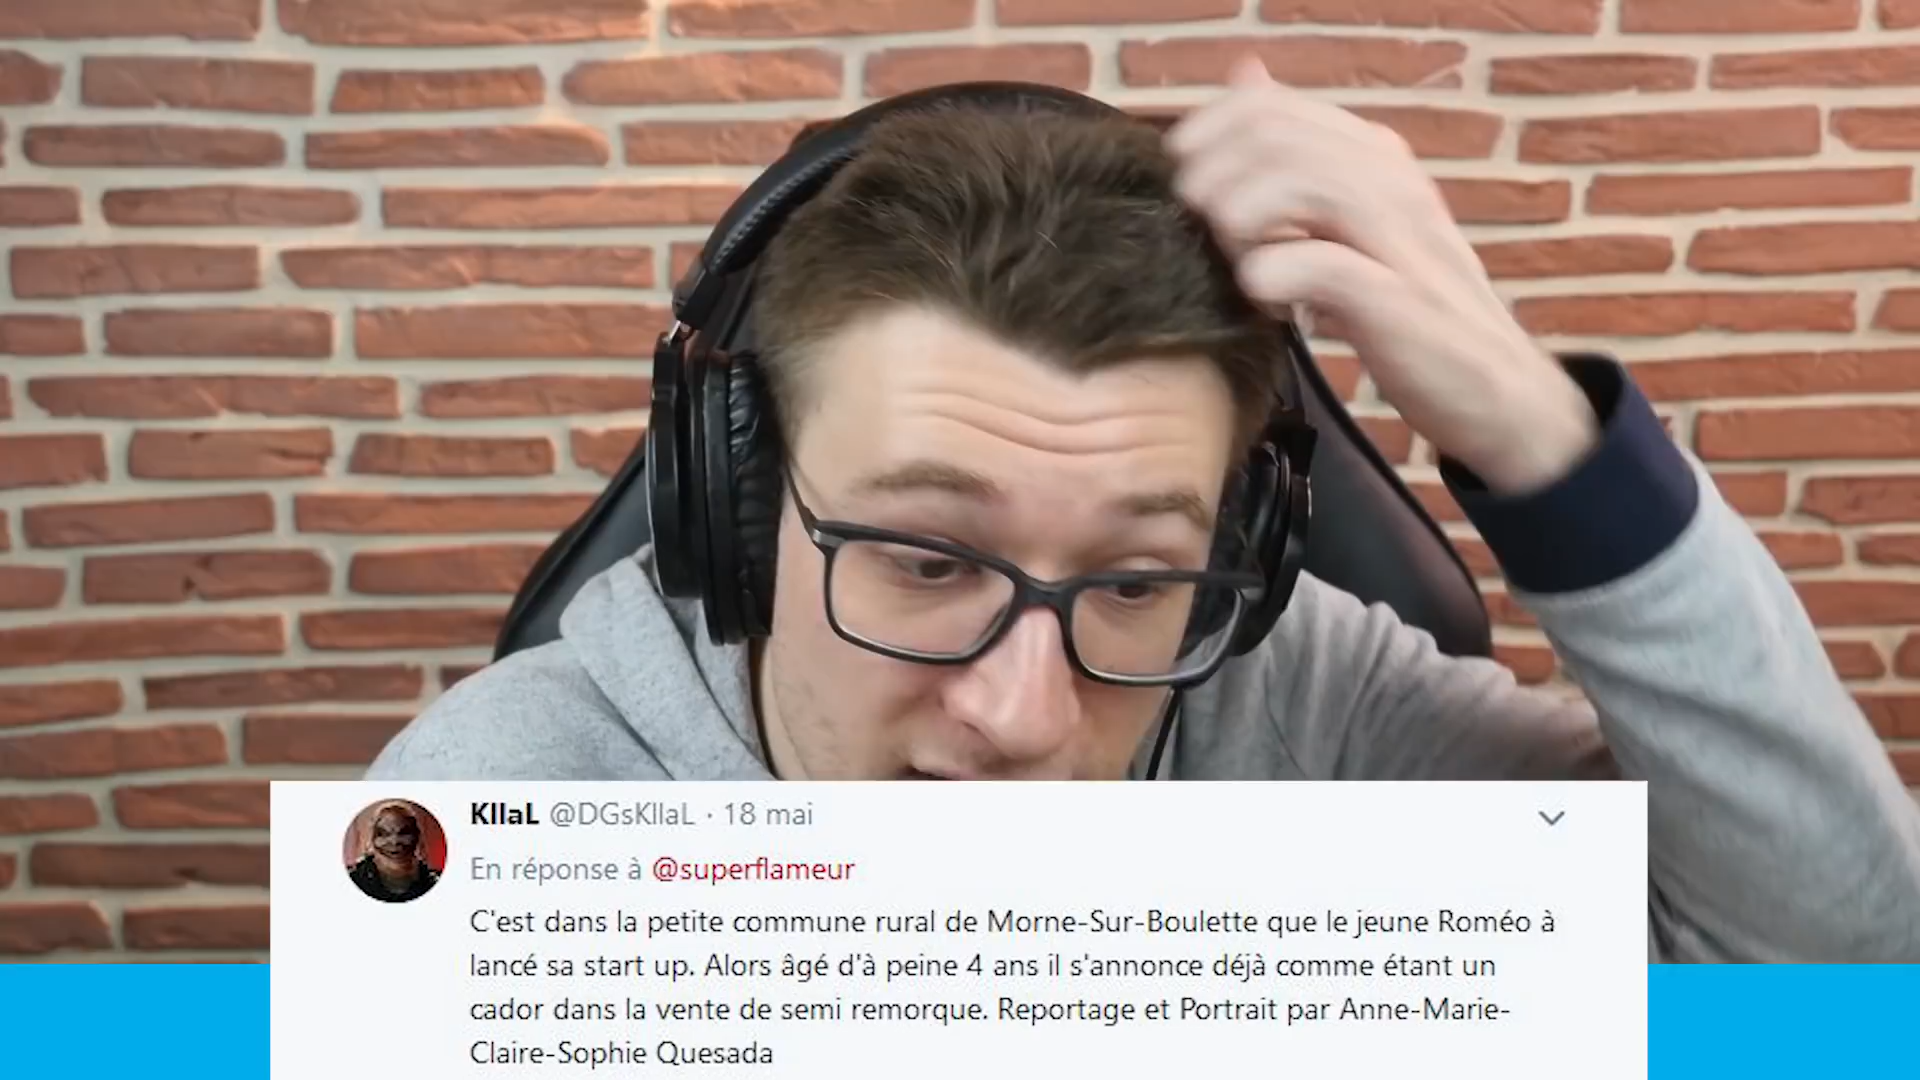 KIIaL @DGsKIIaL · 18 mai
En réponse à @superflameur
C'est dans la petite commune rural de Morne-Sur-Boulette que le jeune Roméo à
lancé sa start up. Alors âgé d'à peine 4 ans il s'annonce déjà comme étant un
cador dans la vente de semi remorque. Reportage et Portrait par Anne-Marie-
Claire-Sophie Quesada